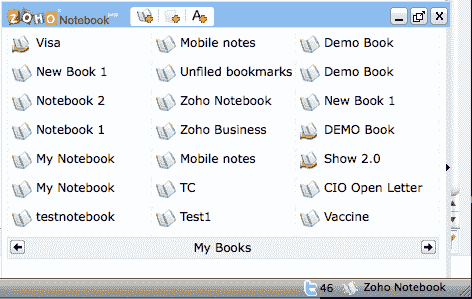 ZOHO Notebook beta
Visa Mobile notes Demo Book
New Book 1 Unfiled bookmarks Demo Book
Notebook 2 Zoho Notebook New Book 1
Notebook 1 Zoho Business DEMO Book
My Notebook Mobile notes Show 2.0
My Notebook TC CIO Open Letter
testnotebook Test1 Vaccine
My Books
46 Zoho Notebook